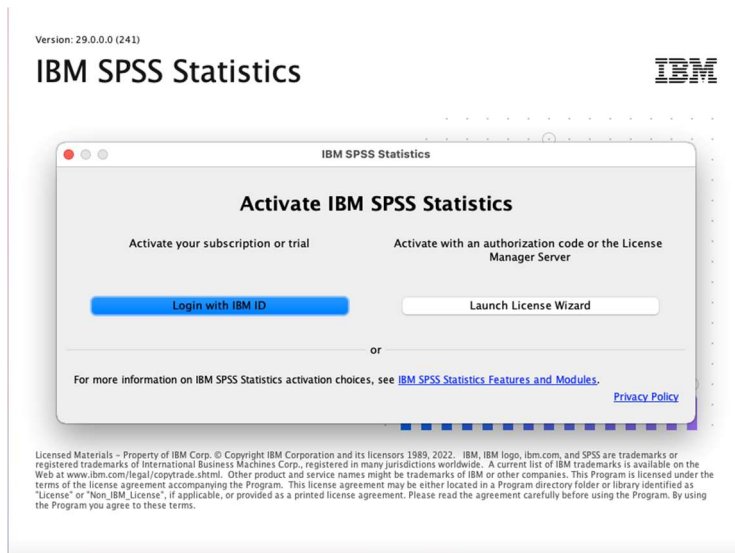 Version: 29.0.0.0 (241)
IBM SPSS Statistics
IBM
IBM SPSS Statistics
Activate IBM SPSS Statistics
Activate your subscription or trial
Activate with an authorization code or the License
Manager Server
Login with IBM ID
Launch License Wizard
or
For more information on IBM SPSS Statistics activation choices, see IBM SPSS Statistics Features and Modules.
Privacy Policy
Licensed Materials – Property of IBM Corp. © Copyright IBM Corporation and its licensors 1989, 2022. IBM, IBM logo, ibm.com, and SPSS are trademarks or
registered trademarks of International Business Machines Corp., registered in many jurisdictions worldwide. A current list of IBM trademarks is available on the
Web at www.ibm.com/legal/copytrade.shtml. Other product and service names might be trademarks of IBM or other companies. This Program is licensed under the
terms of the license agreement accompanying the Program. This license agreement may be either located in a Program directory folder or library identified as
"License" or "Non_IBM_License", if applicable, or provided as a printed license agreement. Please read the agreement carefully before using the Program. By using
the Program you agree to these terms.